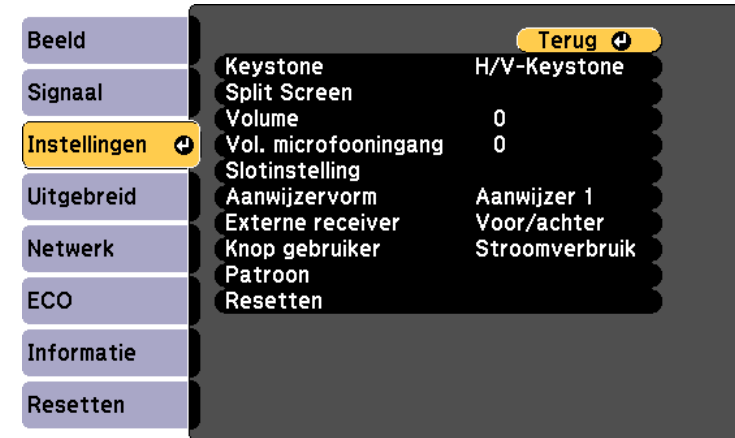 Beeld
Signaal
Instellingen
Uitgebreid
Netwerk
ECO
Informatie
Resetten
Terug
Keystone H/V-Keystone
Split Screen
Volume 0
Vol. microfooningang 0
Slotinstelling
Aanwijzervorm Aanwijzer 1
Externe receiver Voor/achter
Knop gebruiker Stroomverbruik
Patroon
Resetten